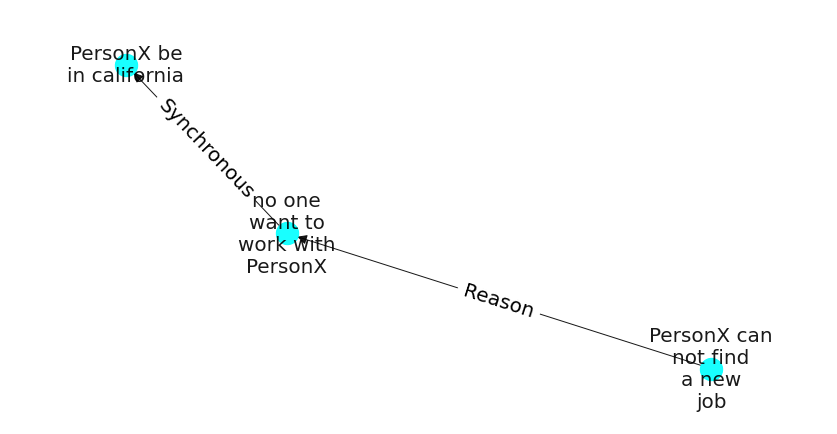 PersonX be
in california
Synchronous
no one
want to
work with
PersonX
Reason
PersonX can
not find
a new
job